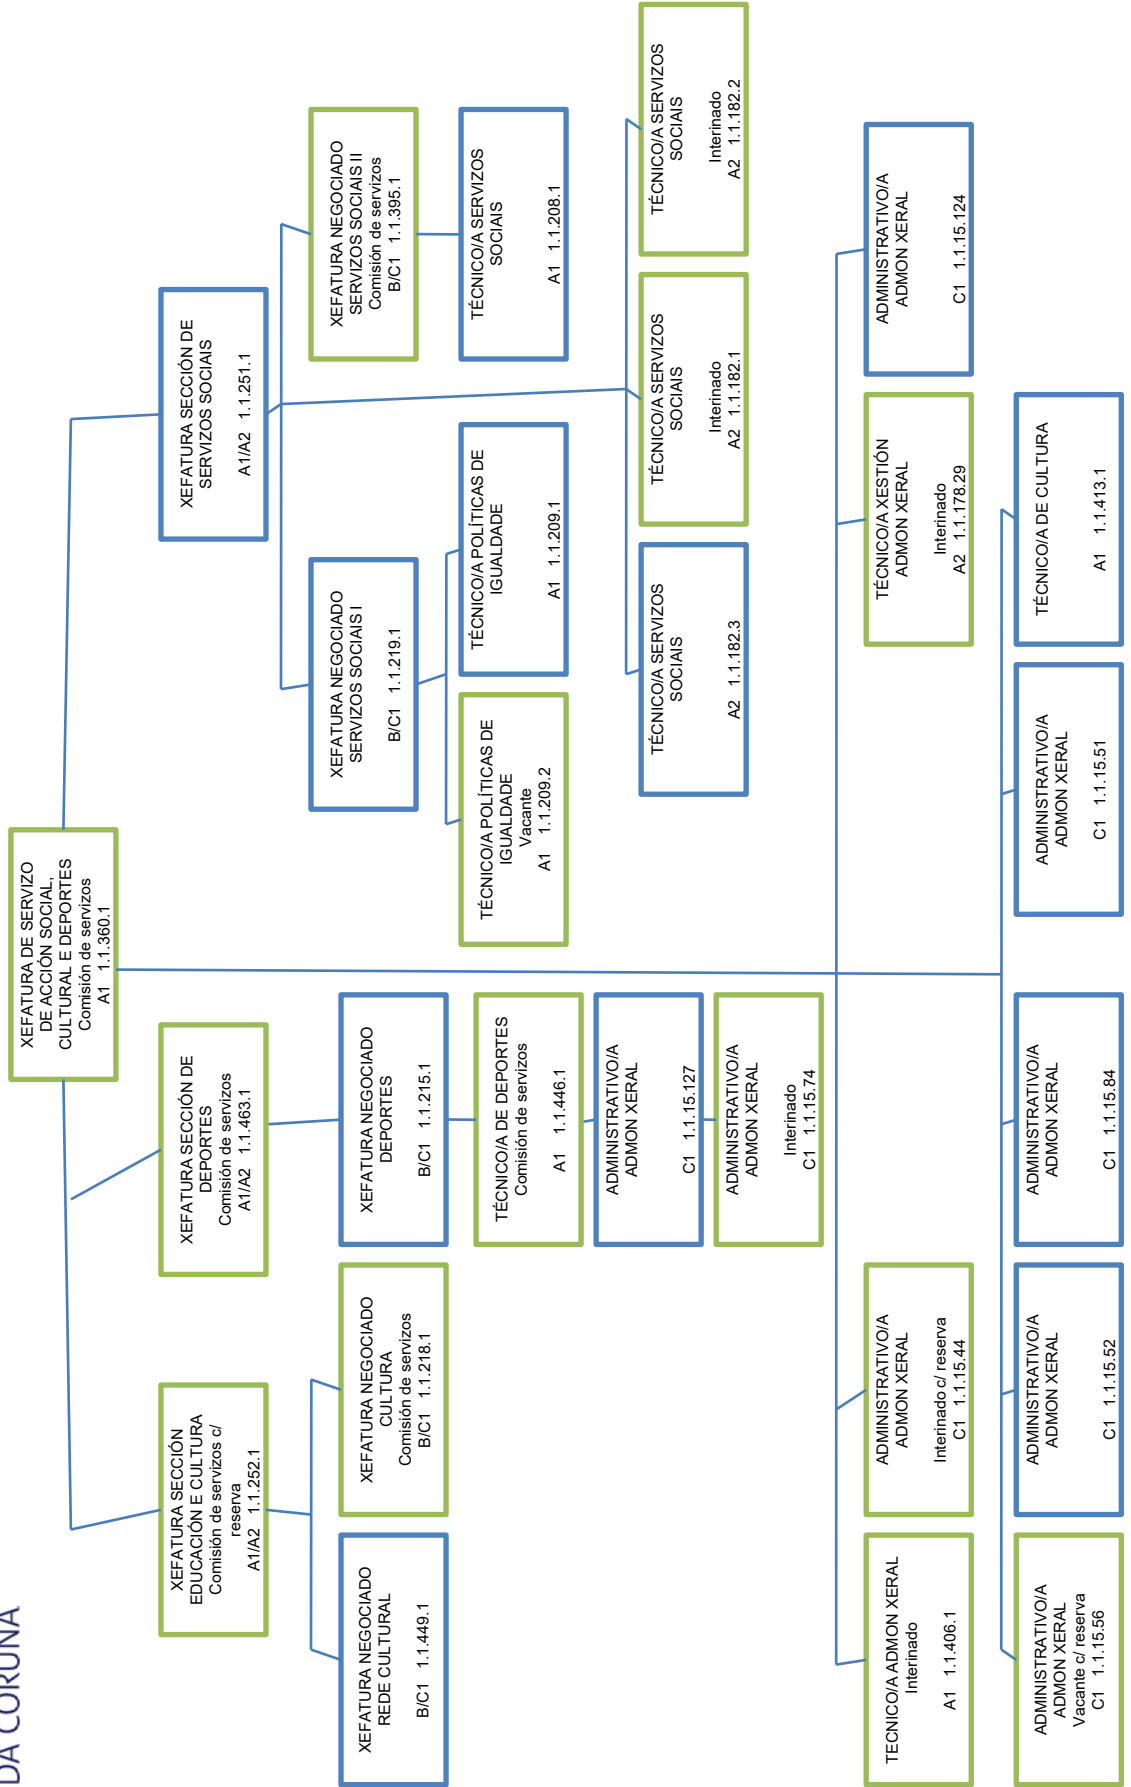 DA CORUÑA
XEFATURA DE SERVIZO
DE ACCIÓN SOCIAL,
CULTURAL E DEPORTES
Comisión de servizos
A1 1.1.360.1
XEFATURA SECCIÓN
EDUCACIÓN E CULTURA
Comisión de servizos c/
reserva
A1/A2 1.1.252.1
XEFATURA SECCIÓN DE
DEPORTES
Comisión de servizos
A1/A2 1.1.463.1
XEFATURA SECCIÓN DE
SERVIZOS SOCIAIS
A1/A2 1.1.251.1
XEFATURA NEGOCIADO
REDE CULTURAL
B/C1 1.1.449.1
XEFATURA NEGOCIADO
CULTURA
Comisión de servizos
B/C1 1.1.218.1
XEFATURA NEGOCIADO
DEPORTES
B/C1 1.1.215.1
XEFATURA NEGOCIADO
SERVIZOS SOCIAIS I
B/C1 1.1.219.1
XEFATURA NEGOCIADO
SERVIZOS SOCIAIS II
Comisión de servizos
B/C1 1.1.395.1
TÉCNICO/A DE DEPORTES
Comisión de servizos
A1 1.1.446.1
TÉCNICO/A POLÍTICAS DE
IGUALDADE
Vacante
A1 1.1.209.2
TÉCNICO/A POLÍTICAS DE
IGUALDADE
A1 1.1.209.1
TÉCNICO/A SERVIZOS
SOCIAIS
A1 1.1.208.1
ADMINISTRATIVO/A
ADMON XERAL
C1 1.1.15.127
TÉCNICO/A SERVIZOS
SOCIAIS
A2 1.1.182.3
TÉCNICO/A SERVIZOS
SOCIAIS
Interinado
A2 1.1.182.1
TÉCNICO/A SERVIZOS
SOCIAIS
Interinado
A2 1.1.182.2
ADMINISTRATIVO/A
ADMON XERAL
Interinado
C1 1.1.15.74
TECNICO/A ADMON XERAL
Interinado
A1 1.1.406.1
ADMINISTRATIVO/A
ADMON XERAL
Interinado c/ reserva
C1 1.1.15.44
TÉCNICO/A XESTIÓN
ADMON XERAL
Interinado
A2 1.1.178.29
ADMINISTRATIVO/A
ADMON XERAL
C1 1.1.15.124
ADMINISTRATIVO/A
ADMON XERAL
Vacante c/ reserva
C1 1.1.15.56
ADMINISTRATIVO/A
ADMON XERAL
C1 1.1.15.52
ADMINISTRATIVO/A
ADMON XERAL
C1 1.1.15.84
ADMINISTRATIVO/A
ADMON XERAL
C1 1.1.15.51
TÉCNICO/A DE CULTURA
A1 1.1.413.1